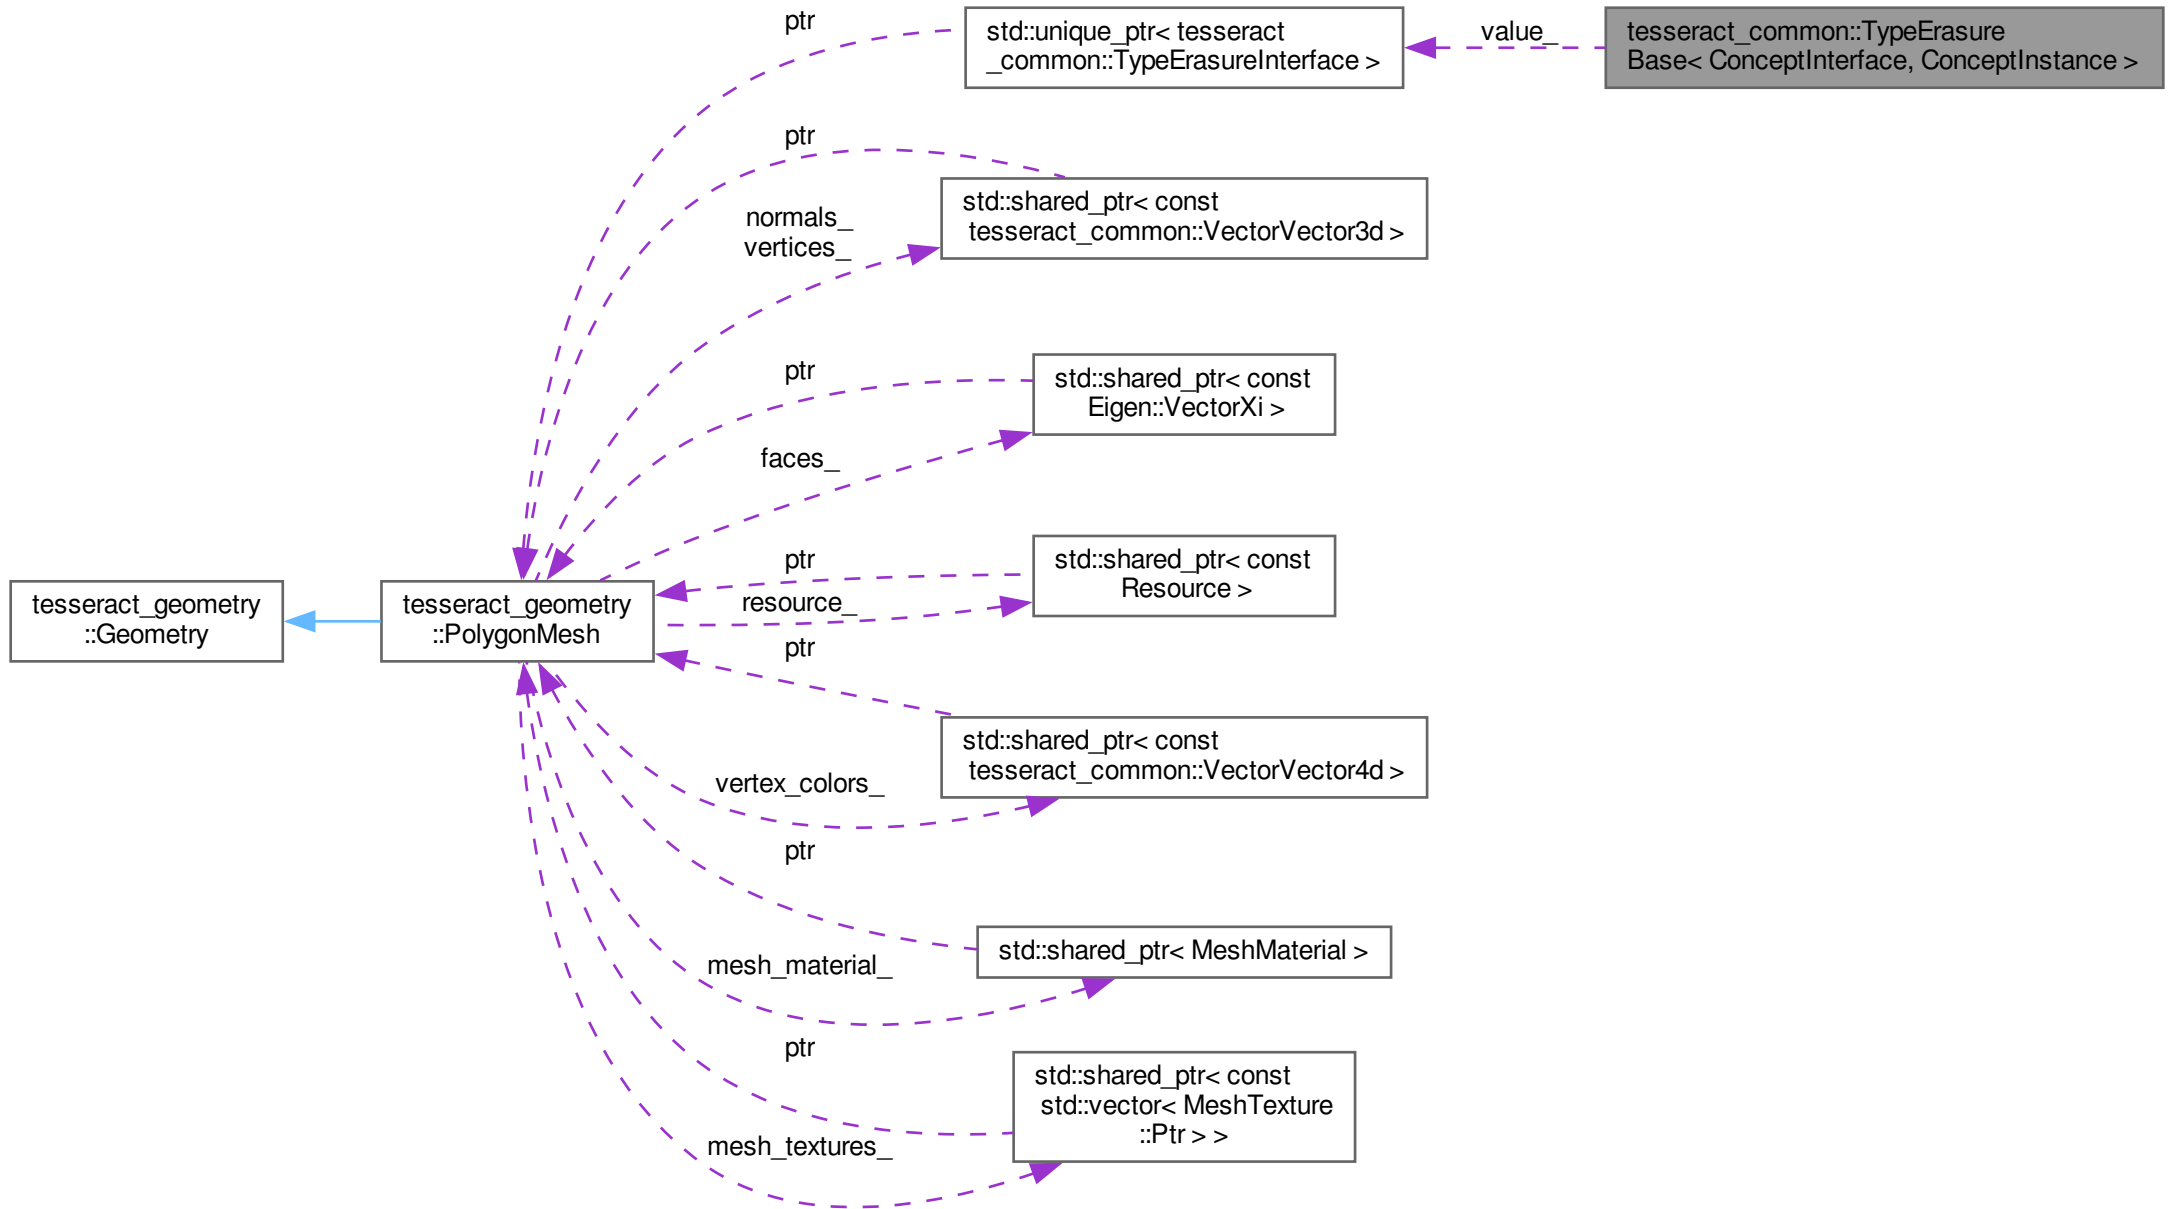 ptr
std::unique_ptr< tesseract
_common::TypeErasureInterface >
value_
tesseract_common::TypeErasure
Base< ConceptInterface, ConceptInstance >
ptr
std::shared_ptr< const
tesseract_common::VectorVector3d >
normals_
vertices_
ptr
std::shared_ptr< const
Eigen::VectorXi >
faces_
ptr
std::shared_ptr< const
Resource >
resource_
tesseract_geometry
::Geometry
tesseract_geometry
::PolygonMesh
ptr
std::shared_ptr< const
tesseract_common::VectorVector4d >
vertex_colors_
ptr
std::shared_ptr< MeshMaterial >
mesh_material_
ptr
std::shared_ptr< const
std::vector< MeshTexture
::Ptr > >
mesh_textures_